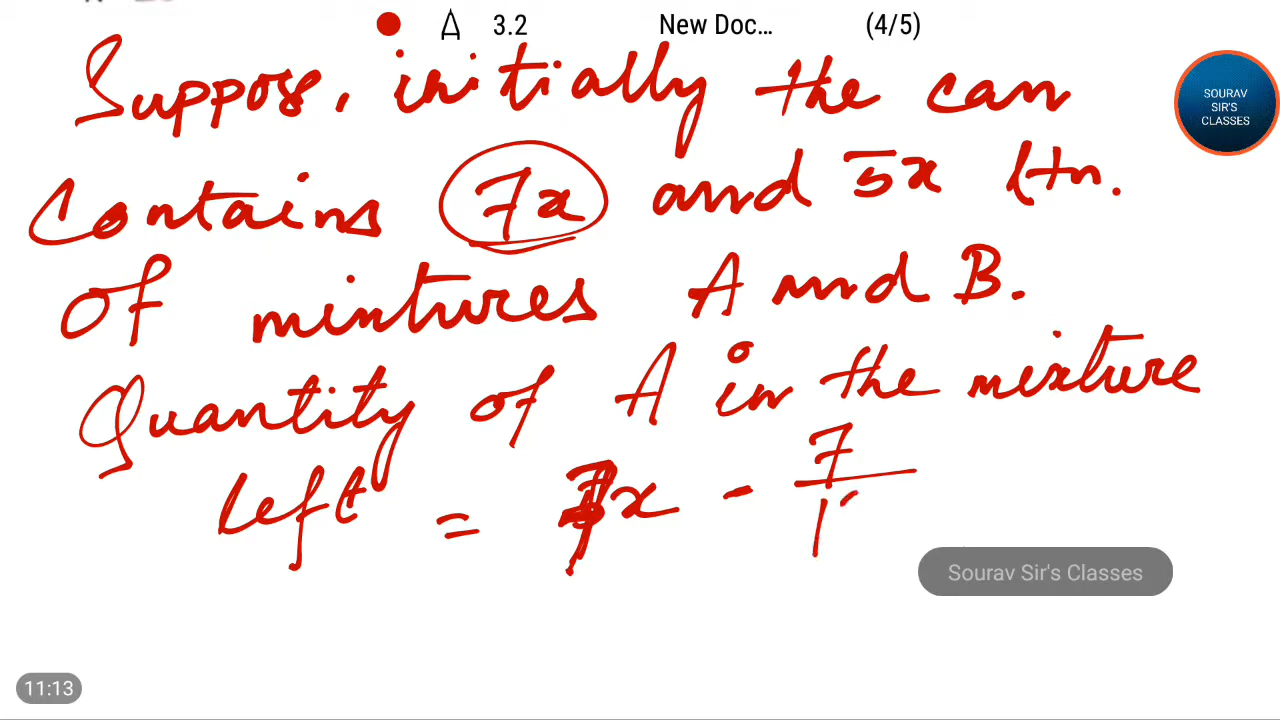 A 3.2 New Doc... (4/5)
SOURAV
SIR'S
CLASSES
Suppose, initially the can
Contains 7x and 5x ltr.
Of mixtures A and B.
Quantity of A in the mixture
left = 7x - 7/1
Sourav Sir's Classes
11:13